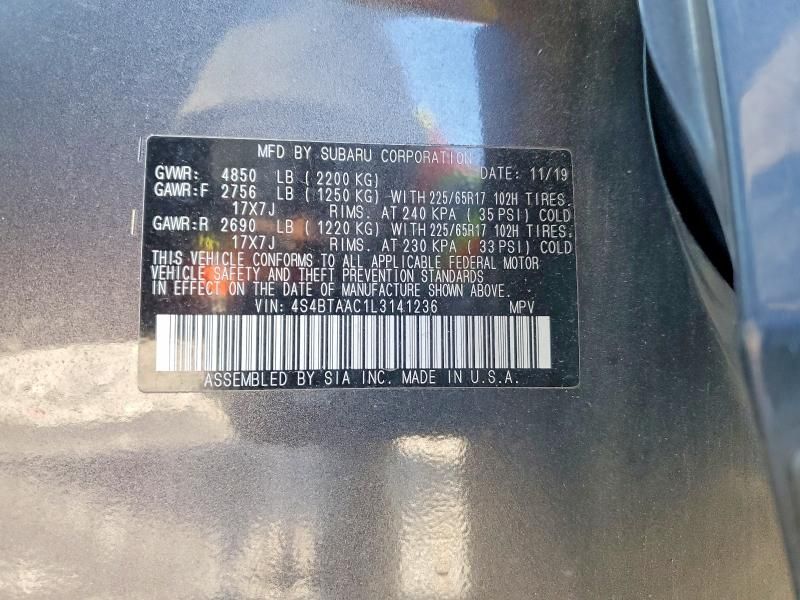 MFD BY SUBARU CORPORATION DATE: 11/19
GVWR: 4850 LB ( 2200 KG)
GAWR:F 2756 LB ( 1250 KG) WITH 225/65R17 102H TIRES.
17X7J RIMS. AT 240 KPA ( 35 PSI) COLD
GAWR:R 2690 LB ( 1220 KG) WITH 225/65R17 102H TIRES.
17X7J RIMS. AT 230 KPA ( 33 PSI) COLD
THIS VEHICLE CONFORMS TO ALL APPLICABLE FEDERAL MOTOR
VEHICLE SAFETY AND THEFT PREVENTION STANDARDS
IN EFFECT ON THE DATE OF MANUFACTURE SHOWN ABOVE.
VIN: 4S4BTAAC1L3141236 MPV
ASSEMBLED BY SIA INC. MADE IN U.S.A.